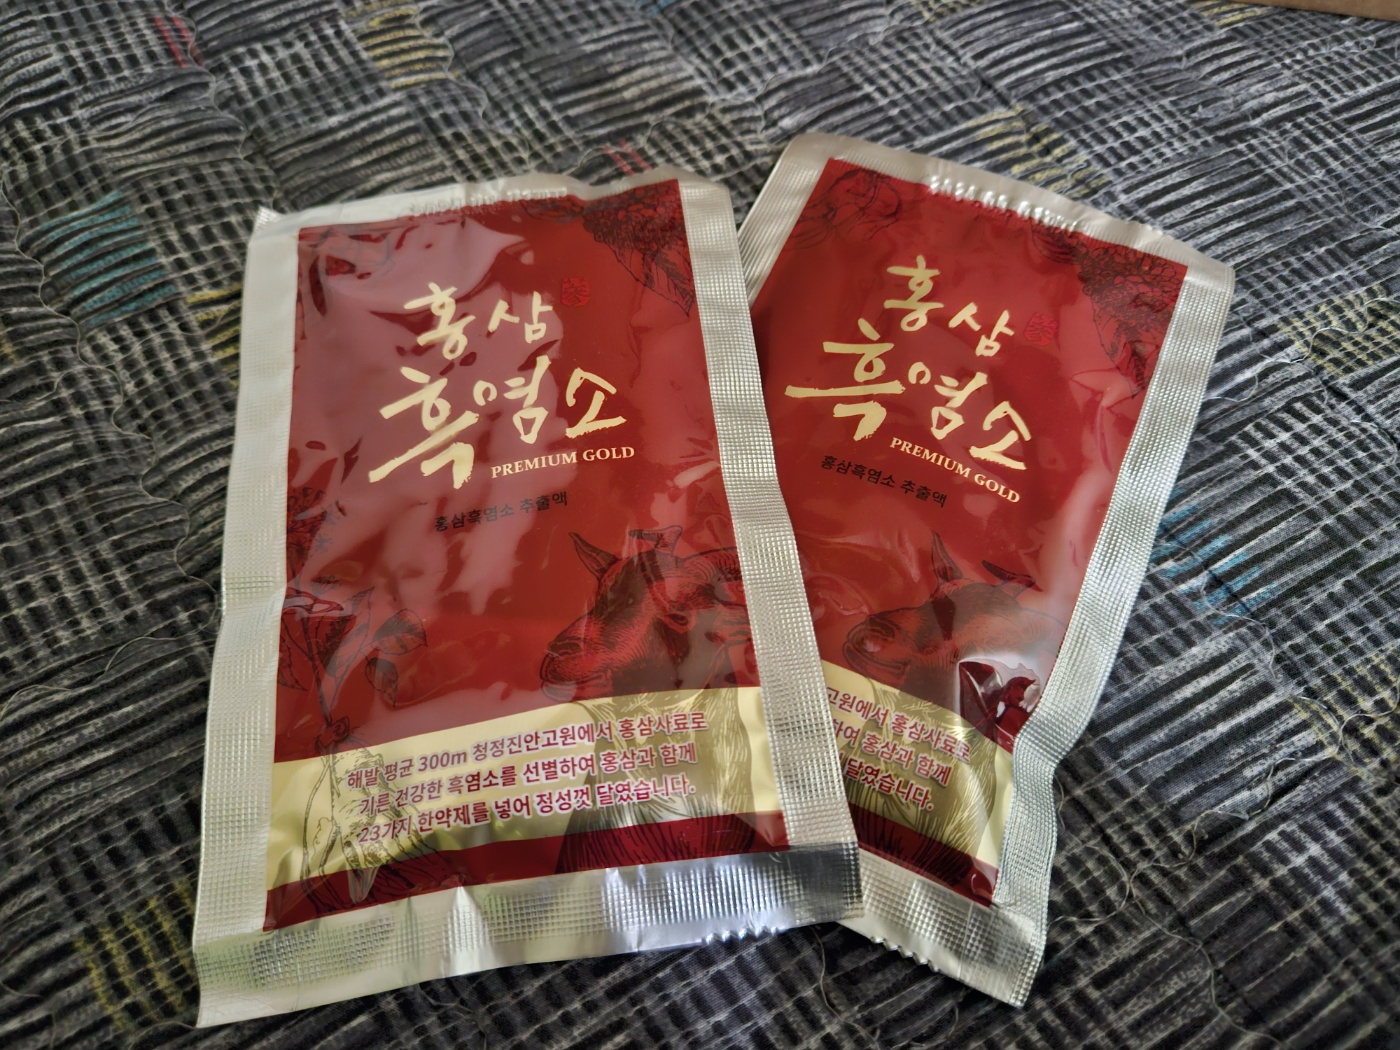 홍삼
흑염소
PREMIUM GOLD
홍삼흑염소 추출액
해발 평균 300m 청정진안고원에서 홍삼사료로
기른 건강한 흑염소를 선별하여 홍삼과 함께
23가지 한약제를 넣어 정성껏 달였습니다.
홍삼
흑염소
PREMIUM GOLD
홍삼흑염소 추출액
고원에서 홍삼사료로
하여 홍삼과 함께
달였습니다.